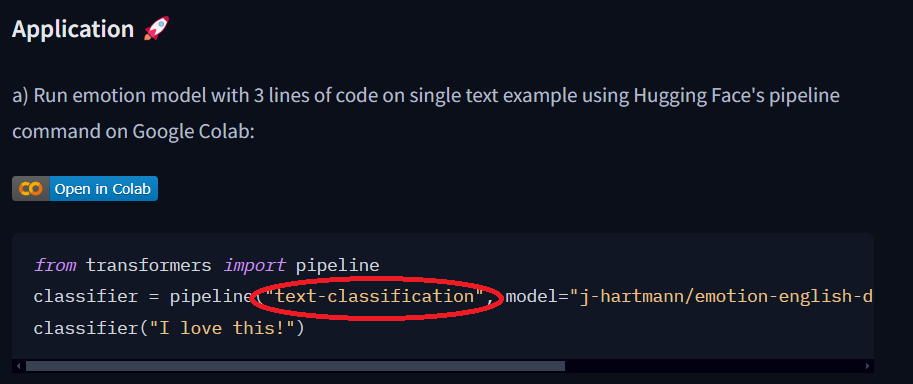 Application 🚀
a) Run emotion model with 3 lines of code on single text example using Hugging Face's pipeline
command on Google Colab:
Open in Colab
from transformers import pipeline
classifier = pipeline("text-classification", model="j-hartmann/emotion-english-d
classifier("I love this!")